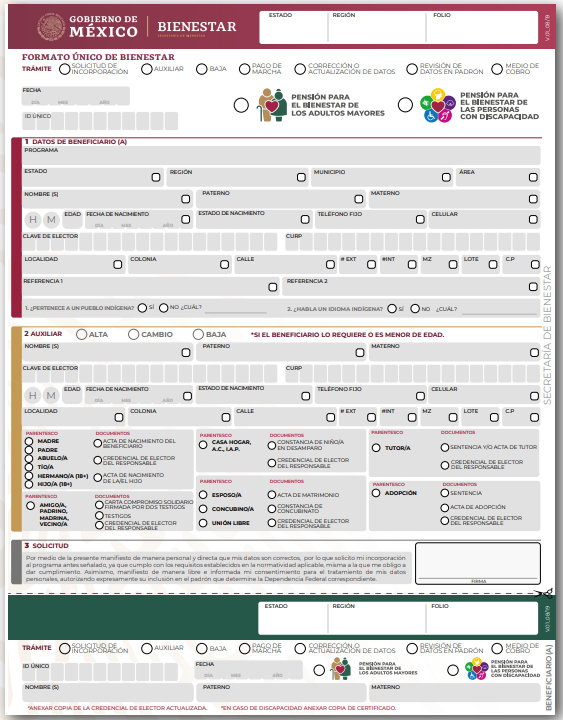 GOBIERNO DE
MÉXICO
BIENESTAR
ESTADO REGIÓN FOLIO
FORMATO ÚNICO DE BIENESTAR
TRÁMITE SOLICITUD DE INCORPORACIÓN AUXILIAR BAJA PAGO DE MARCHA CORRECCIÓN O ACTUALIZACIÓN DE DATOS REVISIÓN DE DATOS EN PADRÓN MEDIO DE COBRO
FECHA
DÍA MES AÑO
ID ÚNICO
PENSIÓN PARA
EL BIENESTAR DE
LOS ADULTOS MAYORES
PENSIÓN PARA
EL BIENESTAR DE
LAS PERSONAS
CON DISCAPACIDAD
1 DATOS DE BENEFICIARIO (A)
PROGRAMA
ESTADO REGIÓN MUNICIPIO ÁREA
NOMBRE (S) PATERNO MATERNO
H M EDAD FECHA DE NACIMIENTO ESTADO DE NACIMIENTO TELÉFONO FIJO CELULAR
DÍA MES AÑO
CLAVE DE ELECTOR CURP
LOCALIDAD COLONIA CALLE # EXT #INT MZ LOTE C.P
REFERENCIA 1 REFERENCIA 2
1. ¿PERTENECE A UN PUEBLO INDÍGENA? SÍ NO ¿CUÁL? 2. ¿HABLA UN IDIOMA INDÍGENA? SÍ NO ¿CUÁL?
2 AUXILIAR ALTA CAMBIO BAJA *SI EL BENEFICIARIO LO REQUIERE O ES MENOR DE EDAD.
NOMBRE (S) PATERNO MATERNO
CLAVE DE ELECTOR CURP
H M EDAD FECHA DE NACIMIENTO ESTADO DE NACIMIENTO TELÉFONO FIJO CELULAR
DÍA MES AÑO
LOCALIDAD COLONIA CALLE # EXT #INT MZ LOTE C.P
PARENTESCO DOCUMENTOS
MADRE
PADRE
ABUELO/A
TÍO/A
HERMANO/A (18+)
HIJO/A (18+)
ACTA DE NACIMIENTO DEL
BENEFICIARIO
CREDENCIAL DE ELECTOR
DEL RESPONSABLE
ACTA DE NACIMIENTO
DE LA/EL HIJO
PARENTESCO DOCUMENTOS
AMIGO/A,
PADRINO,
MADRINA,
VECINO/A
CARTA COMPROMISO SOLIDARIO
FIRMADA POR DOS TESTIGOS
TESTIGOS
CREDENCIAL DE ELECTOR
DEL RESPONSABLE
PARENTESCO DOCUMENTOS
CASA HOGAR,
A.C., I.A.P.
CONSTANCIA DE NIÑO/A
EN DESAMPARO
CREDENCIAL DE ELECTOR
DEL RESPONSABLE
PARENTESCO DOCUMENTOS
ESPOSO/A
CONCUBINO/A
UNIÓN LIBRE
ACTA DE MATRIMONIO
CONSTANCIA DE
CONCUBINATO
CREDENCIAL DE ELECTOR
DEL RESPONSABLE
PARENTESCO DOCUMENTOS
TUTOR/A
SENTENCIA Y/O ACTA DE TUTOR
CREDENCIAL DE ELECTOR
DEL RESPONSABLE
PARENTESCO DOCUMENTOS
ADOPCIÓN
SENTENCIA
ACTA DE ADOPCIÓN
CREDENCIAL DE ELECTOR
DEL RESPONSABLE
3 SOLICITUD
Por medio de la presente manifiesto de manera personal y directa que mis datos son correctos, por lo que solicito mi incorporación
al programa antes señalado, ya que cumplo con los requisitos establecidos en la normatividad aplicable, misma a la que me obligo a
dar cumplimiento. Asimismo, manifiesto de manera libre e informada mi consentimiento para el tratamiento de mis datos
personales, autorizando expresamente su inclusión en el padrón que determine la Dependencia Federal correspondiente.
FIRMA
SECRETARÍA DE BIENESTAR
ESTADO REGIÓN FOLIO
TRÁMITE SOLICITUD DE INCORPORACIÓN AUXILIAR BAJA PAGO DE MARCHA CORRECCIÓN O ACTUALIZACIÓN DE DATOS REVISIÓN DE DATOS EN PADRÓN MEDIO DE COBRO
ID ÚNICO FECHA
DÍA MES AÑO
PENSIÓN PARA
EL BIENESTAR DE
LOS ADULTOS MAYORES
PENSIÓN PARA
EL BIENESTAR DE
LAS PERSONAS
CON DISCAPACIDAD
NOMBRE (S) PATERNO MATERNO
*ANEXAR COPIA DE LA CREDENCIAL DE ELECTOR ACTUALIZADA. *EN CASO DE DISCAPACIDAD ANEXAR COPIA DE CERTIFICADO.
BENEFICIARIO(A)